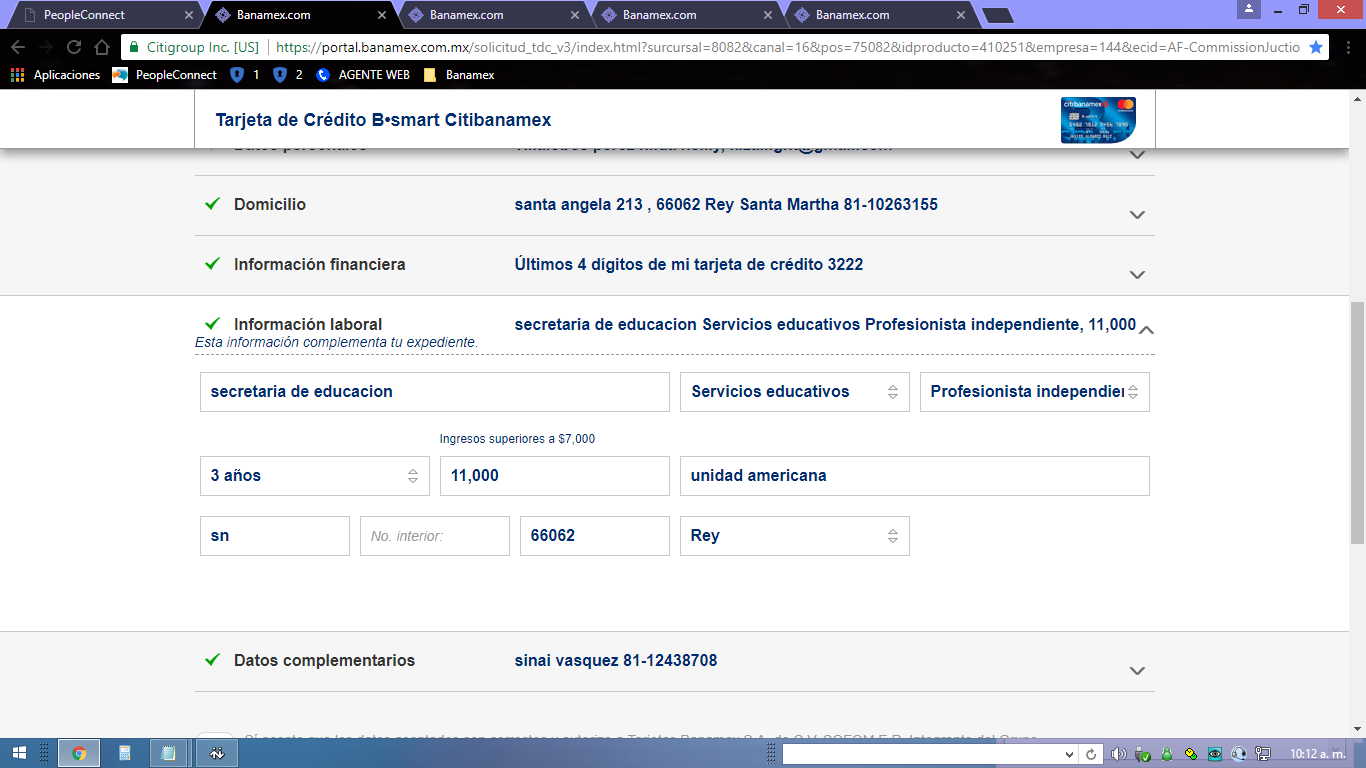 PeopleConnect
Banamex.com
Banamex.com
Banamex.com
Banamex.com
Citigroup Inc. [US] https://portal.banamex.com.mx/solicitud_tdc_v3/index.html?sursursal=8082&canal=16&pos=75082&idproducto=410251&empresa=144&ecid=AF-CommissionJuctio
Aplicaciones PeopleConnect 1 2 AGENTE WEB Banamex
Tarjeta de Crédito B•smart Citibanamex
citibanamex
Domicilio santa angela 213 , 66062 Rey Santa Martha 81-10263155
Información financiera Últimos 4 dígitos de mi tarjeta de crédito 3222
Información laboral secretaria de educacion Servicios educativos Profesionista independiente, 11,000
Esta información complementa tu expediente.
secretaria de educacion Servicios educativos Profesionista independier
Ingresos superiores a $7,000
3 años 11,000 unidad americana
sn No. interior: 66062 Rey
Datos complementarios sinai vasquez 81-12438708
10:12 a. m.